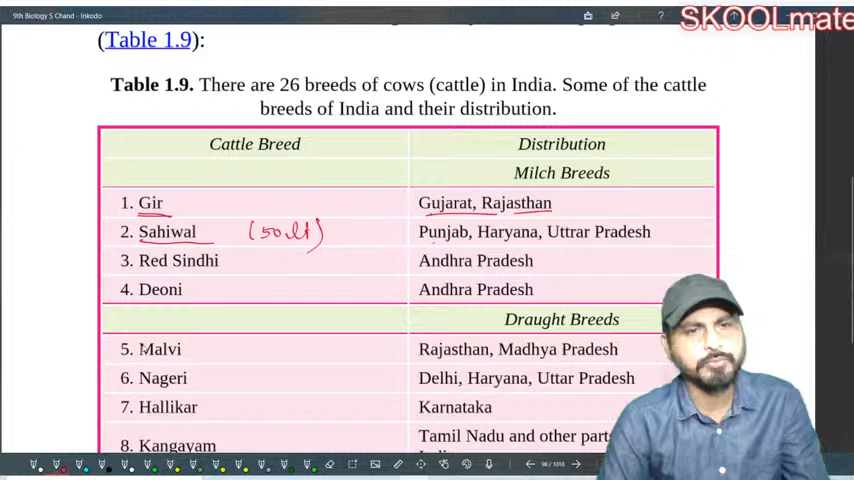 9th Biology S Chand - Inkodo
SKOOLmate
(Table 1.9):
Table 1.9. There are 26 breeds of cows (cattle) in India. Some of the cattle
breeds of India and their distribution.
Cattle Breed Distribution
Milch Breeds
1. Gir Gujarat, Rajasthan
2. Sahiwal (50 lt) Punjab, Haryana, Uttrar Pradesh
3. Red Sindhi Andhra Pradesh
4. Deoni Andhra Pradesh
Draught Breeds
5. Malvi Rajasthan, Madhya Pradesh
6. Nageri Delhi, Haryana, Uttar Pradesh
7. Hallikar Karnataka
8. Kangayam Tamil Nadu and other parts
98 / 1018